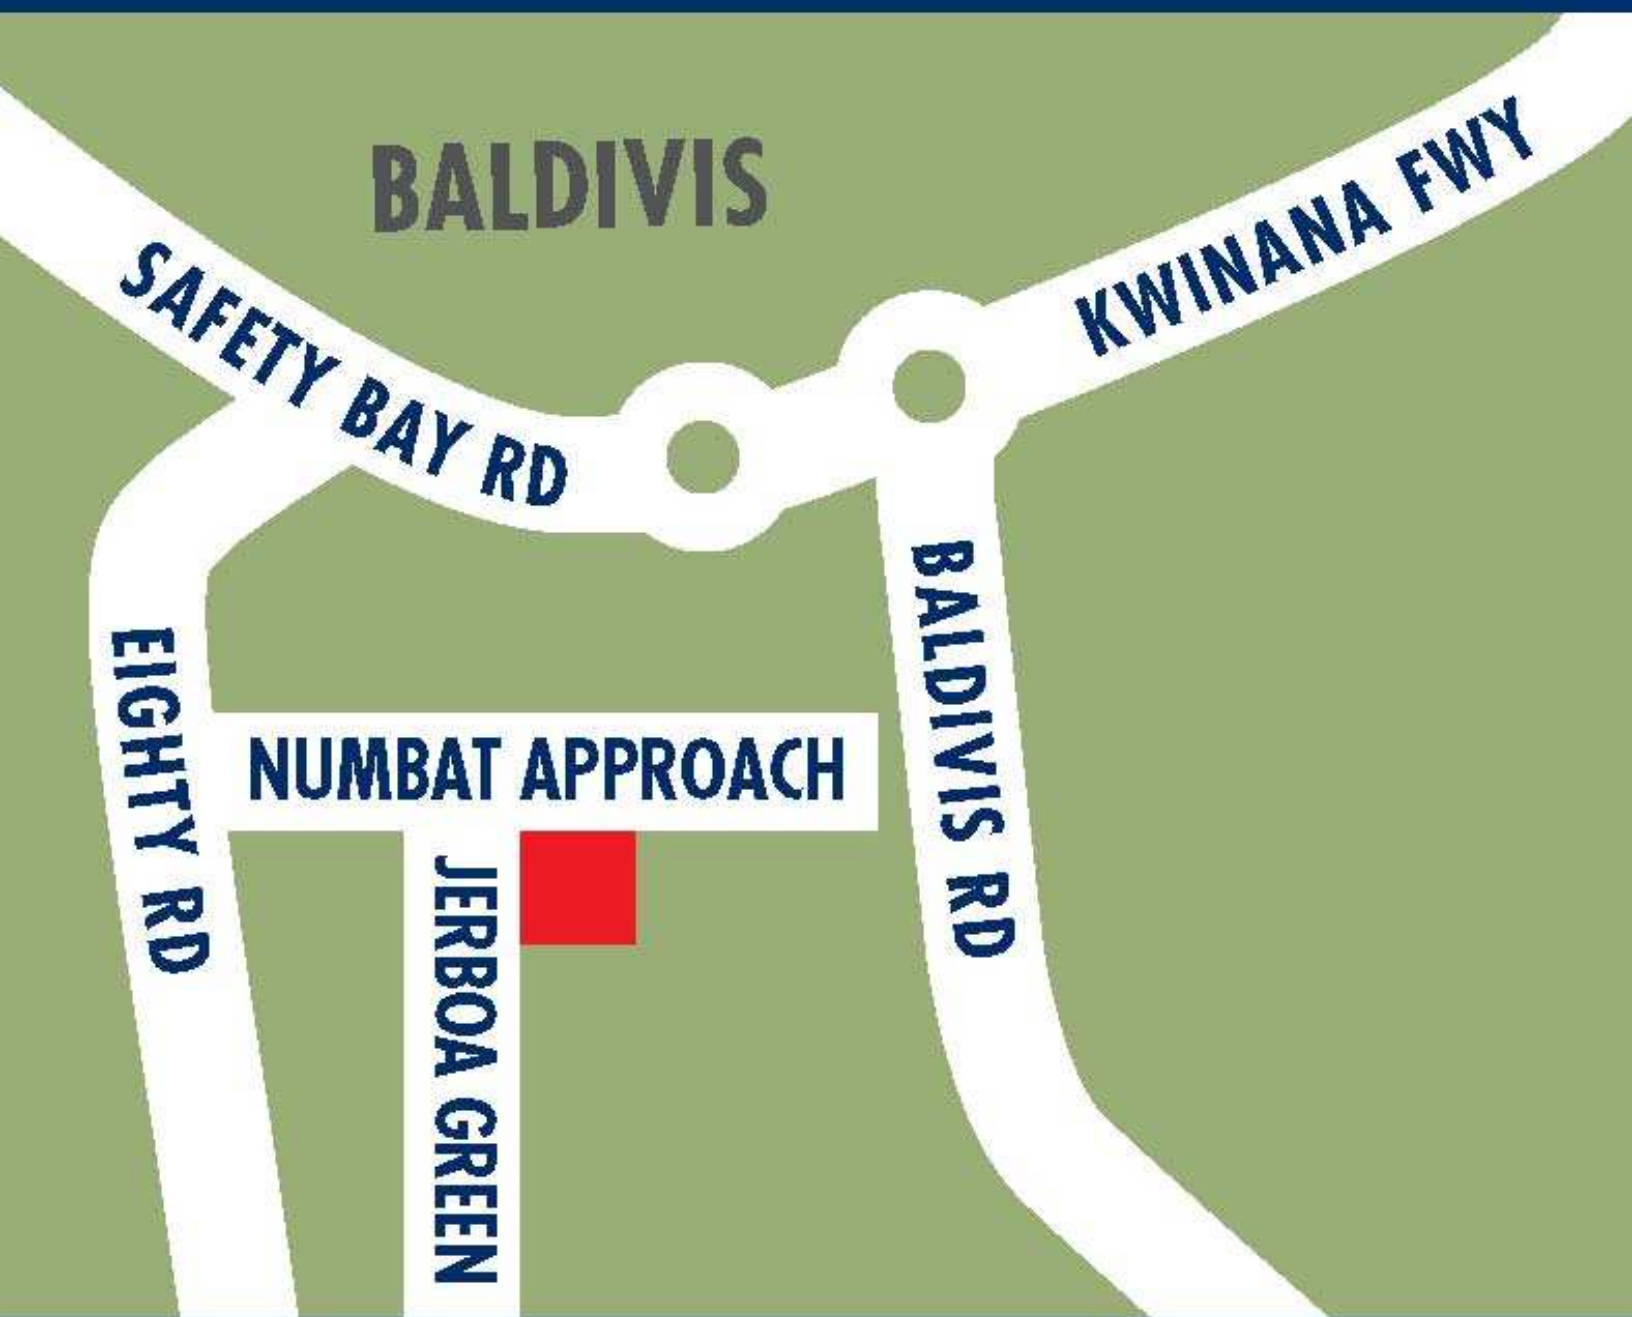 BALDIVIS
KWINANA FWY
SAFETY BAY RD
BALDIVIS RD
EIGHTY RD
NUMBAT APPROACH
JERBOA GREEN